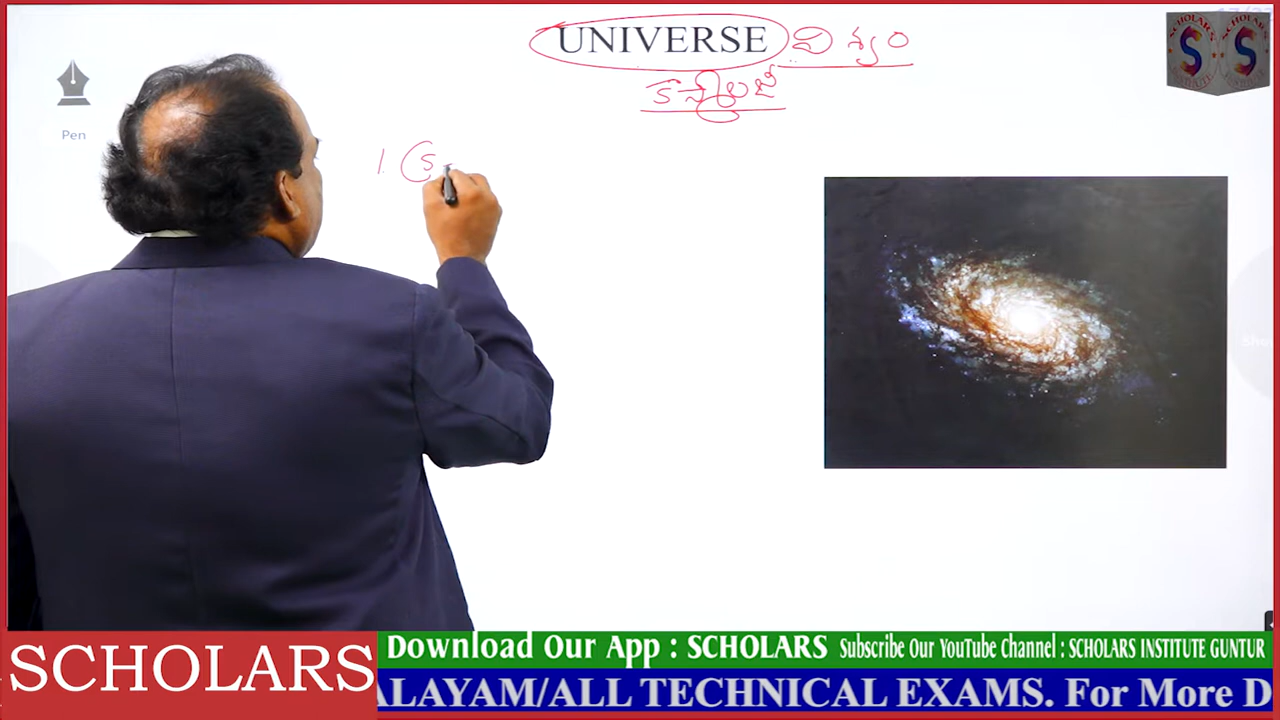 UNIVERSE విశ్వం
Pen
1. S
SCHOLARS
Download Our App : SCHOLARS Subscribe Our YouTube Channel : SCHOLARS INSTITUTE GUNTUR
ALAYAM/ALL TECHNICAL EXAMS. For More D